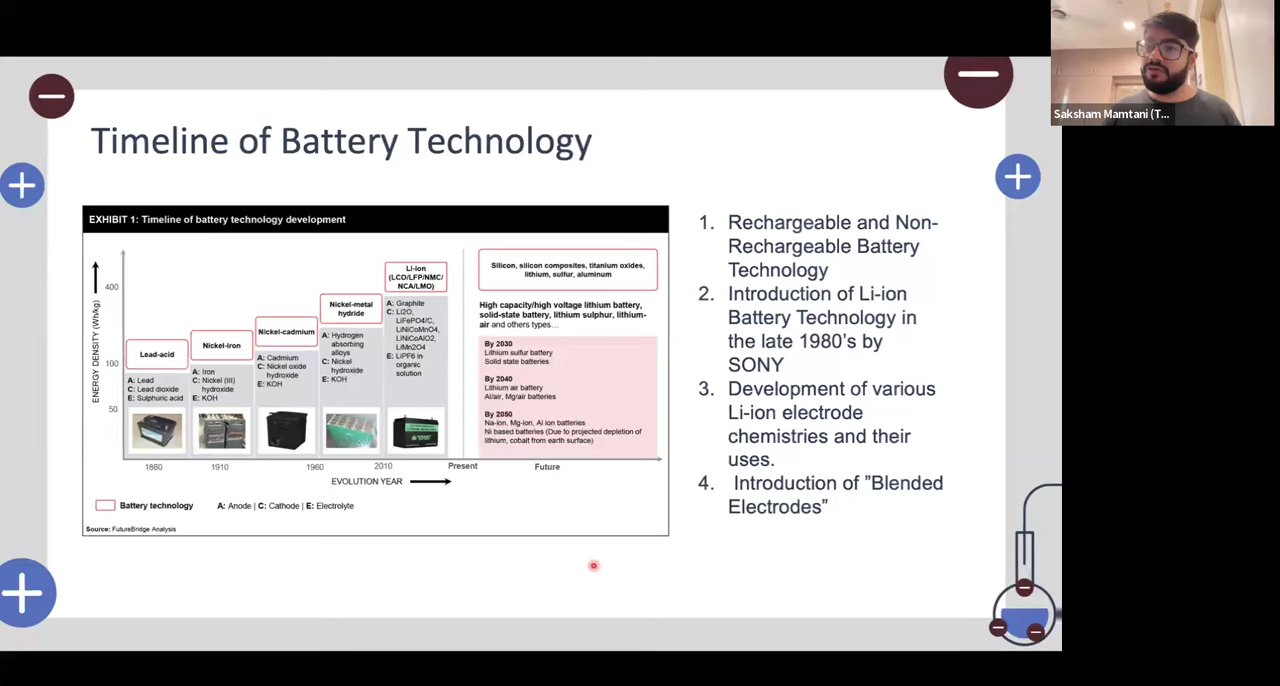 Saksham Mamtani (T...
Timeline of Battery Technology
EXHIBIT 1: Timeline of battery technology development
ENERGY DENSITY (Wh/kg)
400
100
50
Lead-acid
A: Lead
C: Lead dioxide
E: Sulphuric acid
Nickel-iron
A: Iron
C: Nickel (III)
hydroxide
E: KOH
Nickel-cadmium
A: Cadmium
C: Nickel oxide
hydroxide
E: KOH
Nickel-metal
hydride
A: Hydrogen
absorbing
alloys
C: Nickel
hydroxide
E: KOH
Li-ion
(LCO/LFP/NMC/
NCA/LMO)
A: Graphite
C: Li2O,
LiFePO4/C,
LiNiCoMnO4,
LiNiCoAlO2,
LiMn2O4
E: LiPF6 in
organic
solution
Silicon, silicon composites, titanium oxides,
lithium, sulfur, aluminum
High capacity/high voltage lithium battery,
solid-state battery, lithium sulphur, lithium-
air and others types...
By 2030
Lithium sulfur battery
Solid state batteries
By 2040
Lithium air battery
Al/air, Mg/air batteries
By 2050
Na-ion, Mg-ion, Al ion batteries
Ni based batteries (Due to projected depletion of
lithium, cobalt from earth surface)
1860
1910
1960
2010
Present
Future
EVOLUTION YEAR
Battery technology
A: Anode | C: Cathode | E: Electrolyte
Source: FutureBridge Analysis
1. Rechargeable and Non-
Rechargeable Battery
Technology
2. Introduction of Li-ion
Battery Technology in
the late 1980's by
SONY
3. Development of various
Li-ion electrode
chemistries and their
uses.
4. Introduction of ”Blended
Electrodes”